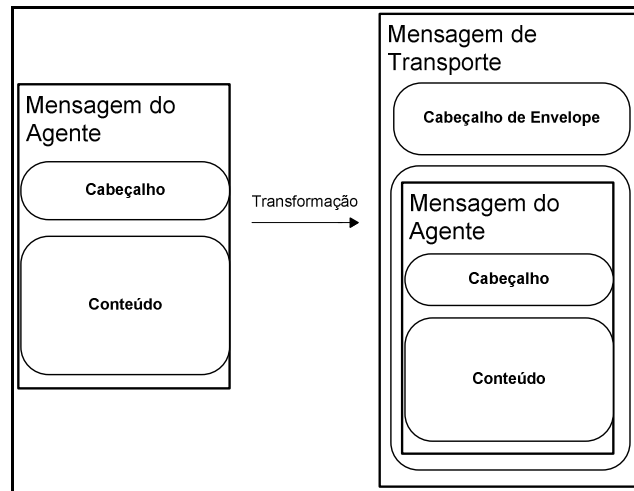 Mensagem do
Agente
Cabeçalho
Conteúdo
Transformação
Mensagem de
Transporte
Cabeçalho de Envelope
Mensagem do
Agente
Cabeçalho
Conteúdo